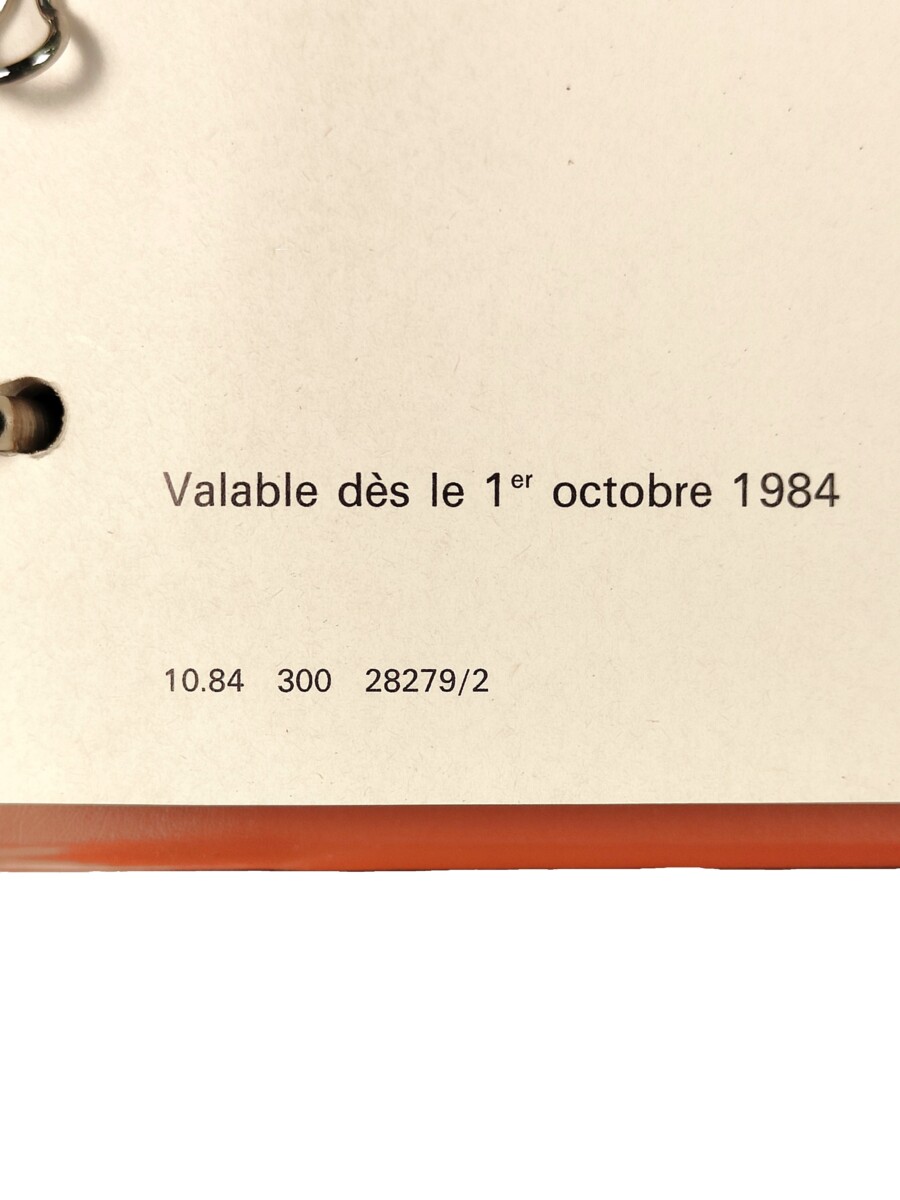 Valable dès le 1er octobre 1984
10.84 300 28279/2